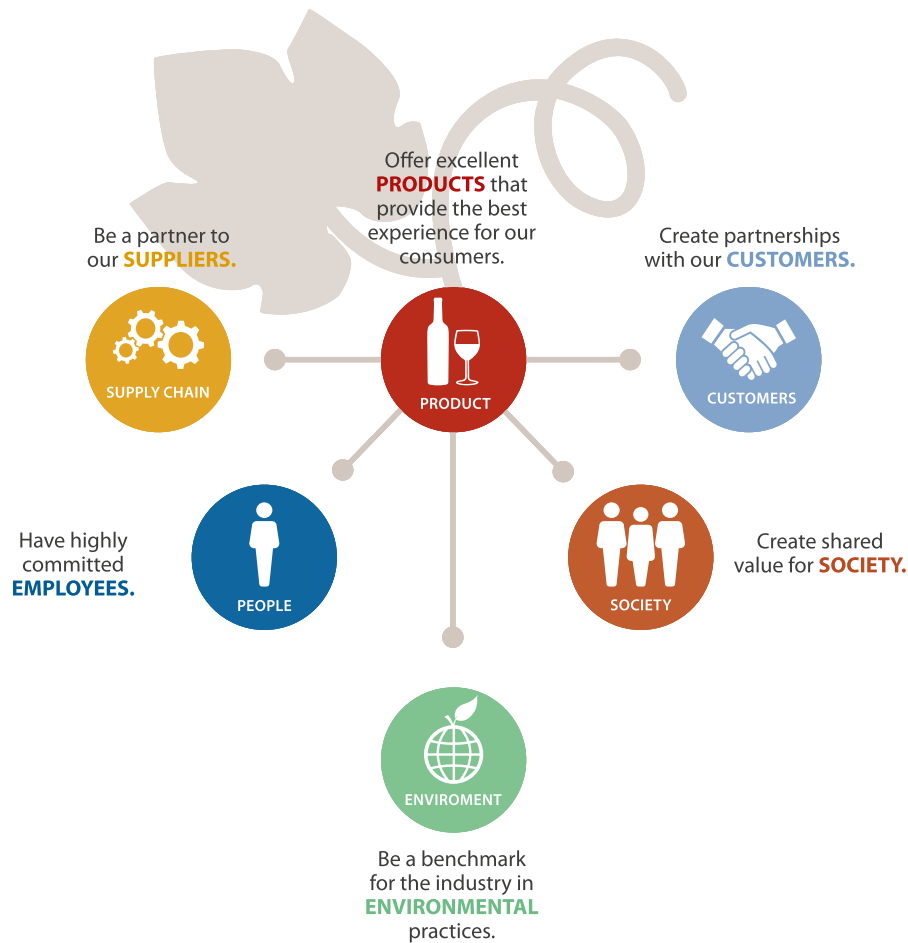 Offer excellent
PRODUCTS that
provide the best
experience for our
consumers.
Be a partner to
our SUPPLIERS.
Create partnerships
with our CUSTOMERS.
SUPPLY CHAIN
PRODUCT
CUSTOMERS
Have highly
committed
EMPLOYEES.
PEOPLE
SOCIETY
Create shared
value for SOCIETY.
ENVIROMENT
Be a benchmark
for the industry in
ENVIRONMENTAL
practices.